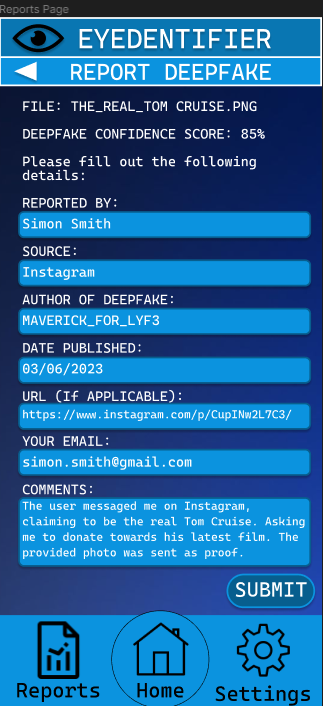 Reports Page
EYEDENTIFIER
REPORT DEEPFAKE
FILE: THE_REAL_TOM CRUISE.PNG
DEEPFAKE CONFIDENCE SCORE: 85%
Please fill out the following
details:
REPORTED BY:
Simon Smith
SOURCE:
Instagram
AUTHOR OF DEEPFAKE:
MAVERICK_FOR_LYF3
DATE PUBLISHED:
03/06/2023
URL (If APPLICABLE):
https://www.instagram.com/p/CupINw2L7C3/
YOUR EMAIL:
simon.smith@gmail.com
COMMENTS:
The user messaged me on Instagram,
claiming to be the real Tom Cruise. Asking
me to donate towards his latest film. The
provided photo was sent as proof.
SUBMIT
Reports
Home
Settings